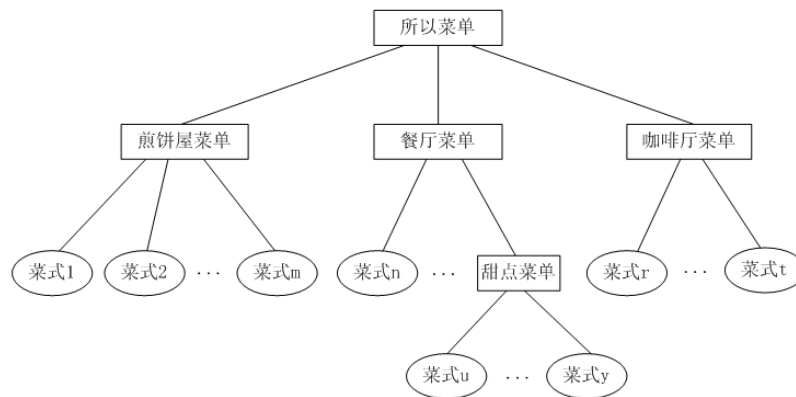 所以菜单
煎饼屋菜单
餐厅菜单
咖啡厅菜单
菜式1
菜式2
...
菜式m
菜式n
...
甜点菜单
菜式r
...
菜式t
菜式u
...
菜式y